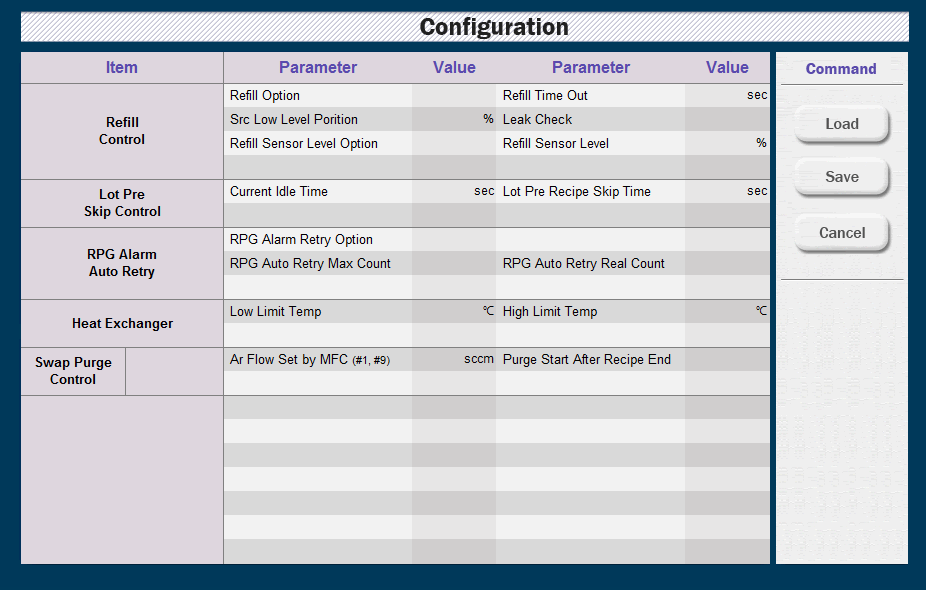 Configuration
Item Parameter Value Parameter Value
Refill Control
Refill Option Refill Time Out sec
Src Low Level Porition % Leak Check
Refill Sensor Level Option Refill Sensor Level %
Lot Pre Skip Control
Current Idle Time sec Lot Pre Recipe Skip Time sec
RPG Alarm Auto Retry
RPG Alarm Retry Option
RPG Auto Retry Max Count RPG Auto Retry Real Count
Heat Exchanger
Low Limit Temp ℃ High Limit Temp ℃
Swap Purge Control
Ar Flow Set by MFC (#1, #9) sccm Purge Start After Recipe End
Command
Load
Save
Cancel